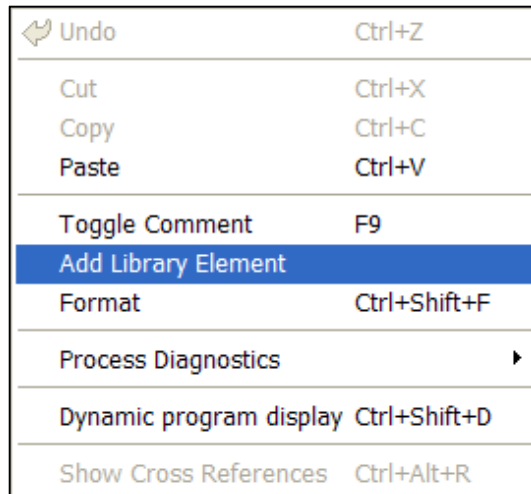 Undo Ctrl+Z
Cut Ctrl+X
Copy Ctrl+C
Paste Ctrl+V
Toggle Comment F9
Add Library Element
Format Ctrl+Shift+F
Process Diagnostics
Dynamic program display Ctrl+Shift+D
Show Cross References Ctrl+Alt+R